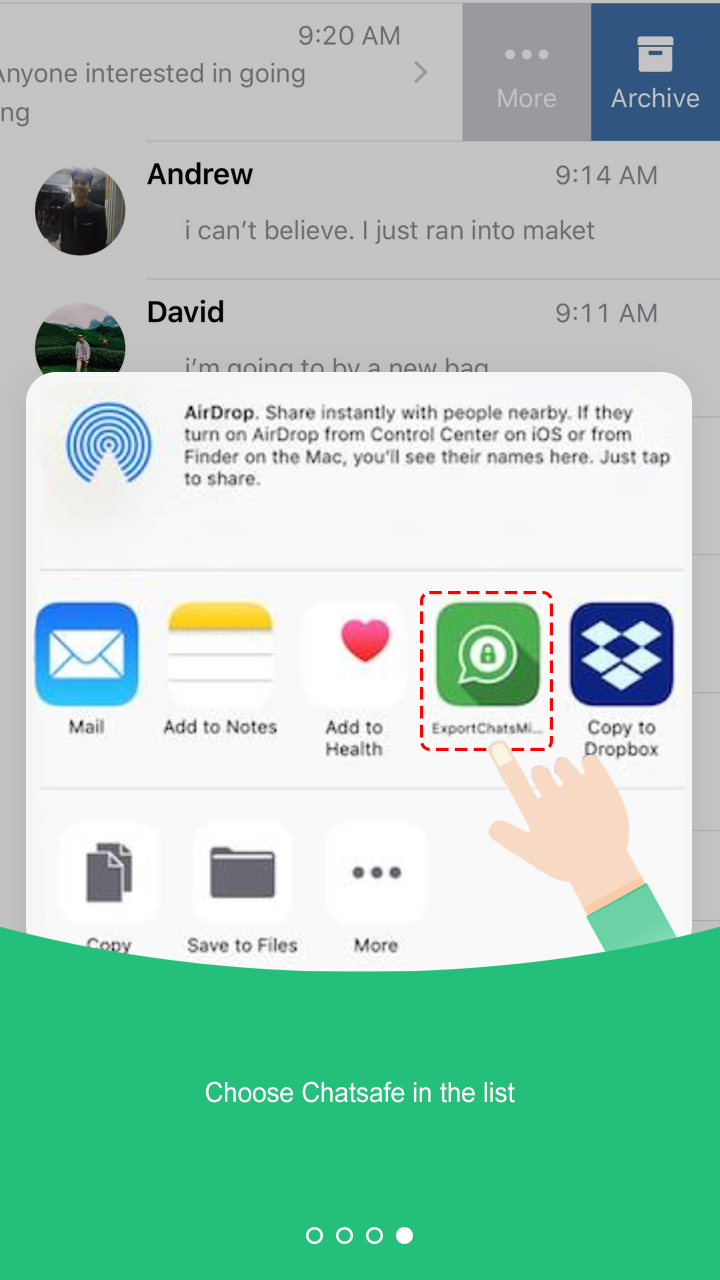 9:20 AM
Anyone interested in going
ng
More
Archive
Andrew
9:14 AM
i can’t believe. I just ran into maket
David
9:11 AM
i’m going to by a new bag
AirDrop. Share instantly with people nearby. If they
turn on AirDrop from Control Center on iOS or from
Finder on the Mac, you’ll see their names here. Just tap
to share.
Mail
Add to Notes
Add to
Health
ExportChatsMi...
Copy to
Dropbox
Copy
Save to Files
More
Choose Chatsafe in the list